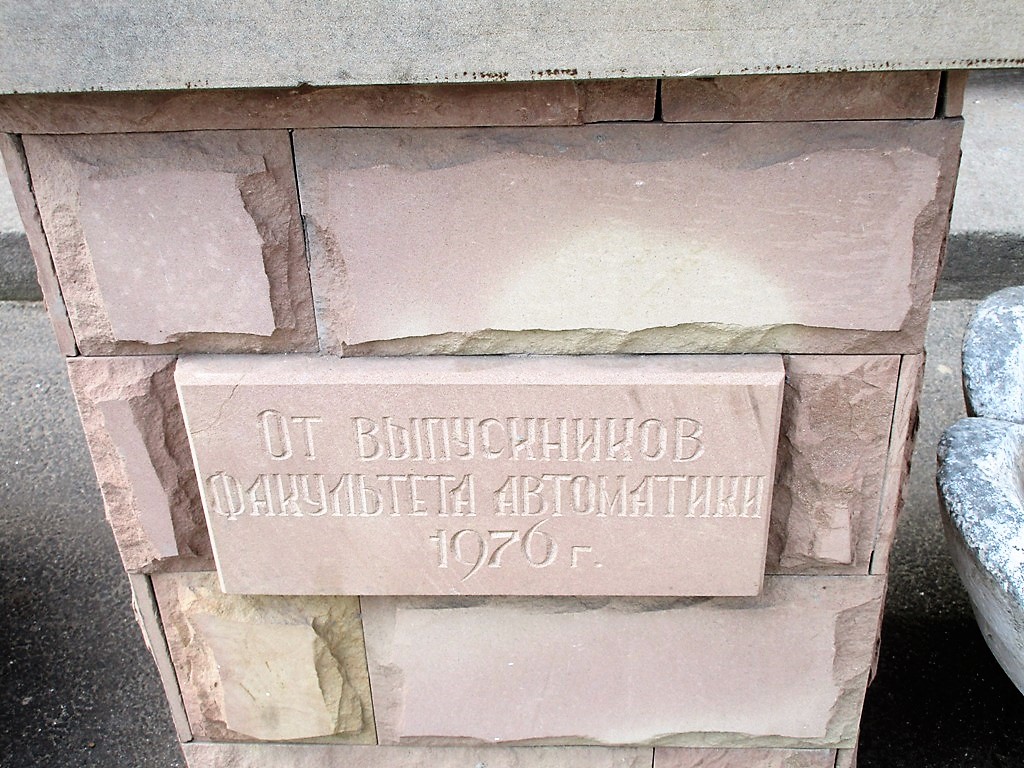 От выпускников
факультета автоматики
1976 г.